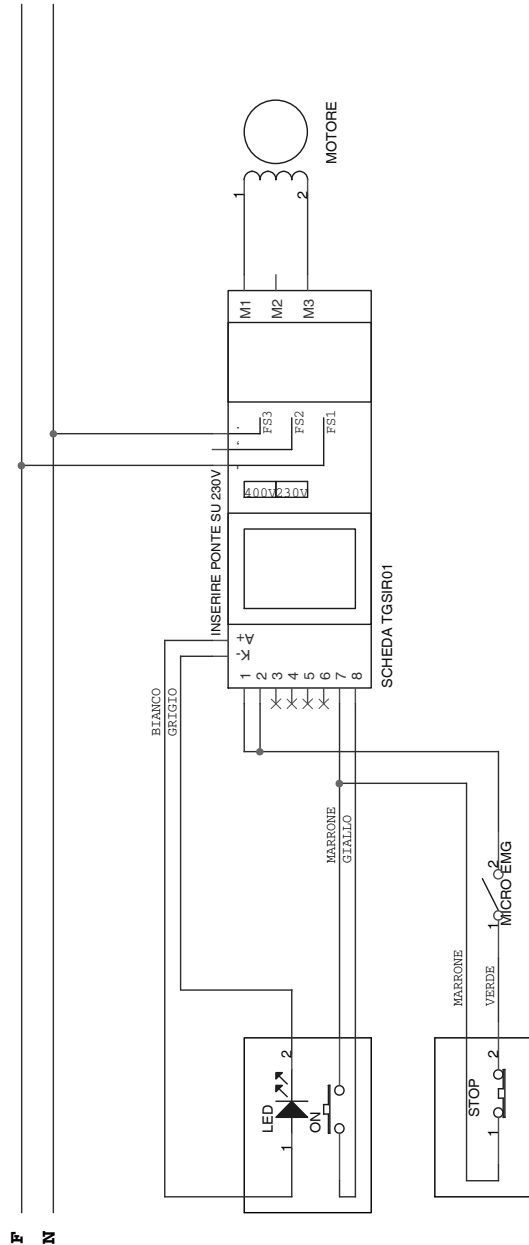 F
N
MOTORE
1
2
M1
M2
M3
FS3
FS2
FS1
400V
230V
INSERIRE PONTE SU 230V
SCHEDA TGSIR01
A+
K-
1
2
3
4
5
6
7
8
BIANCO
GRIGIO
MARRONE
GIALLO
LED
1
2
ON
MARRONE
VERDE
MICRO EMG
1
2
STOP
1
2